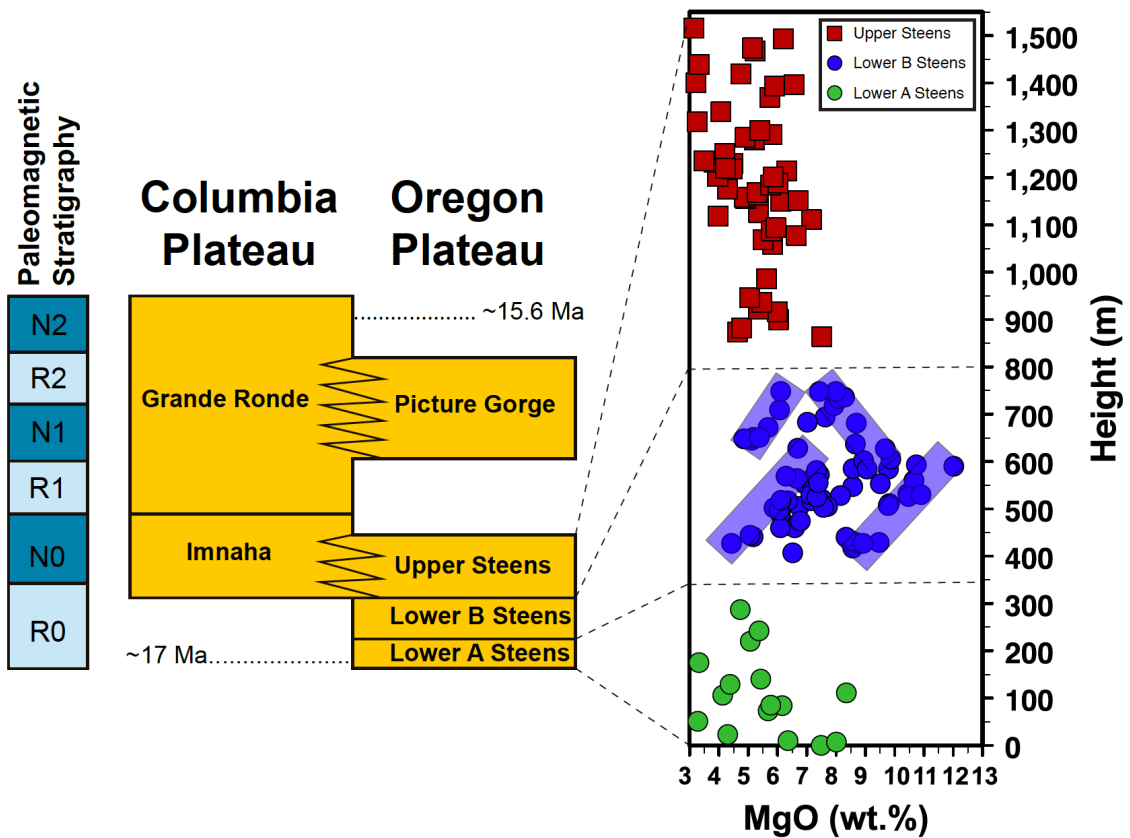 Paleomagnetic
Stratigraphy
N2
R2
N1
R1
N0
R0
Columbia
Plateau
Oregon
Plateau
~15.6 Ma
Grande Ronde
Picture Gorge
Imnaha
Upper Steens
Lower B Steens
Lower A Steens
~17 Ma
Upper Steens
Lower B Steens
Lower A Steens
1,500
1,400
1,300
1,200
1,100
1,000
900
800
700
600
500
400
300
200
100
0
Height (m)
3 4 5 6 7 8 9 10 11 12 13
MgO (wt.%)